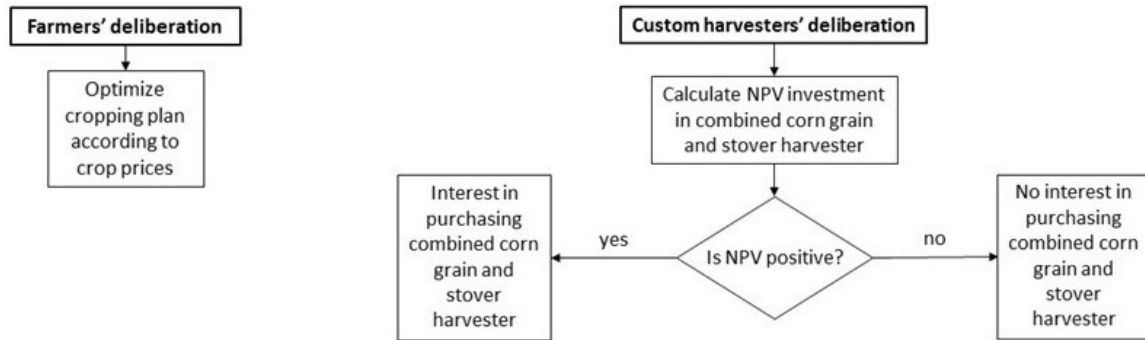 Farmers' deliberation
Optimize
cropping plan
according to
crop prices
Custom harvesters' deliberation
Calculate NPV investment
in combined corn grain
and stover harvester
Is NPV positive?
yes
Interest in
purchasing
combined corn
grain and
stover
harvester
no
No interest in
purchasing
combined corn
grain and
stover
harvester